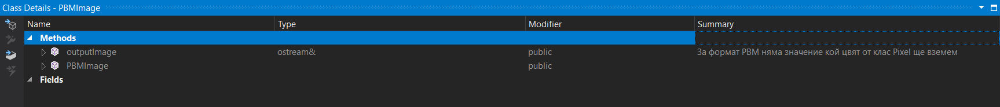 Class Details - PBMImage
Name Type Modifier Summary
Methods
outputImage ostream& public За формат PBM няма значение кой цвят от клас Pixel ще вземем
PBMImage public
Fields